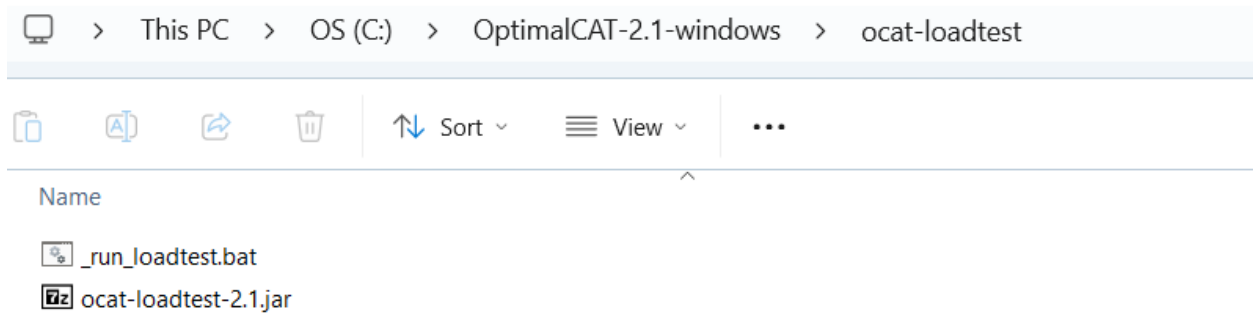 This PC > OS (C:) > OptimalCAT-2.1-windows > ocat-loadtest
Sort View
Name
_run_loadtest.bat
ocat-loadtest-2.1.jar